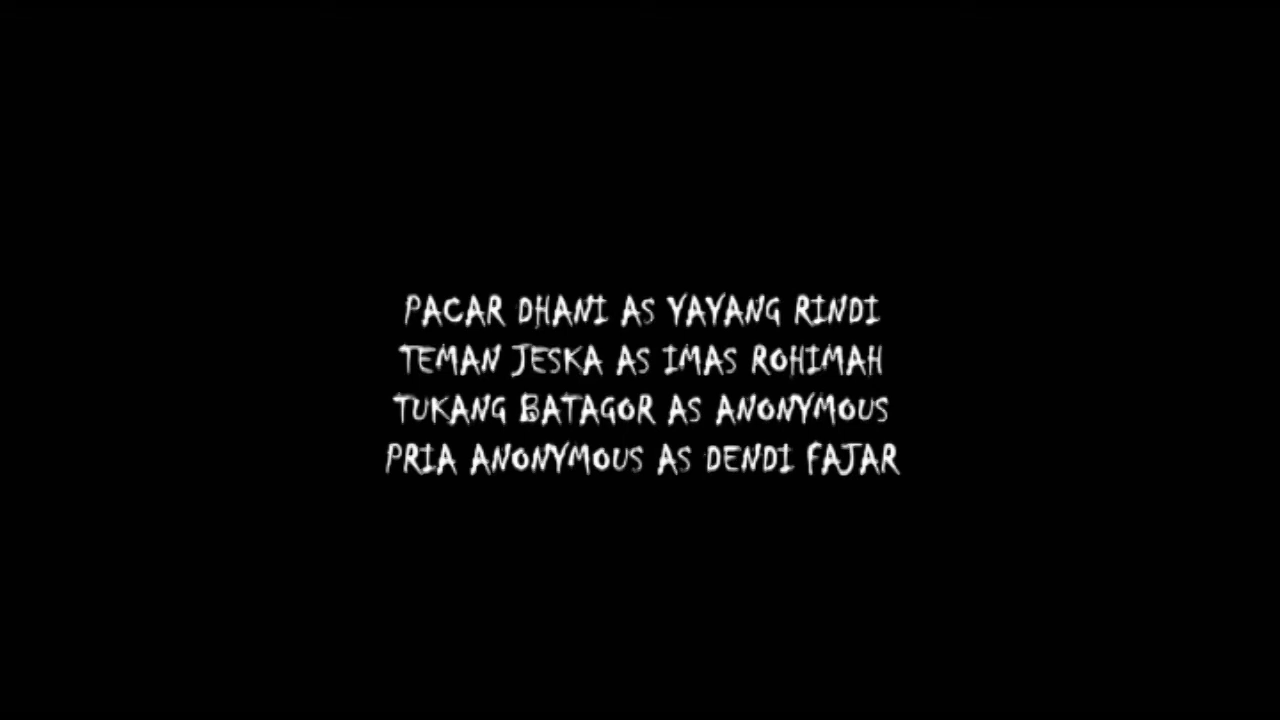 PACAR DHANI AS YAYANG RINDI
TEMAN JESKA AS IMAS ROHIMAH
TUKANG BATAGOR AS ANONYMOUS
PRIA ANONYMOUS AS DENDI FAJAR